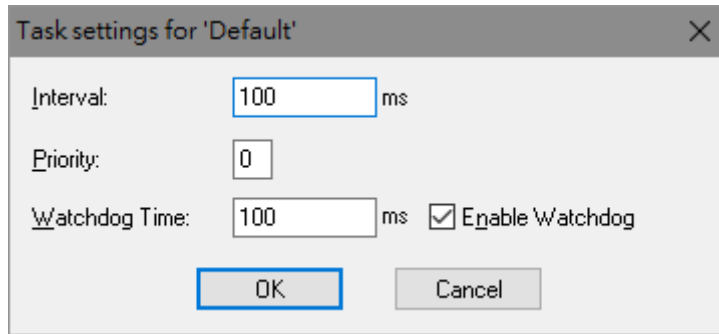 Task settings for 'Default'
Interval: 100 ms
Priority: 0
Watchdog Time: 100 ms Enable Watchdog
OK Cancel